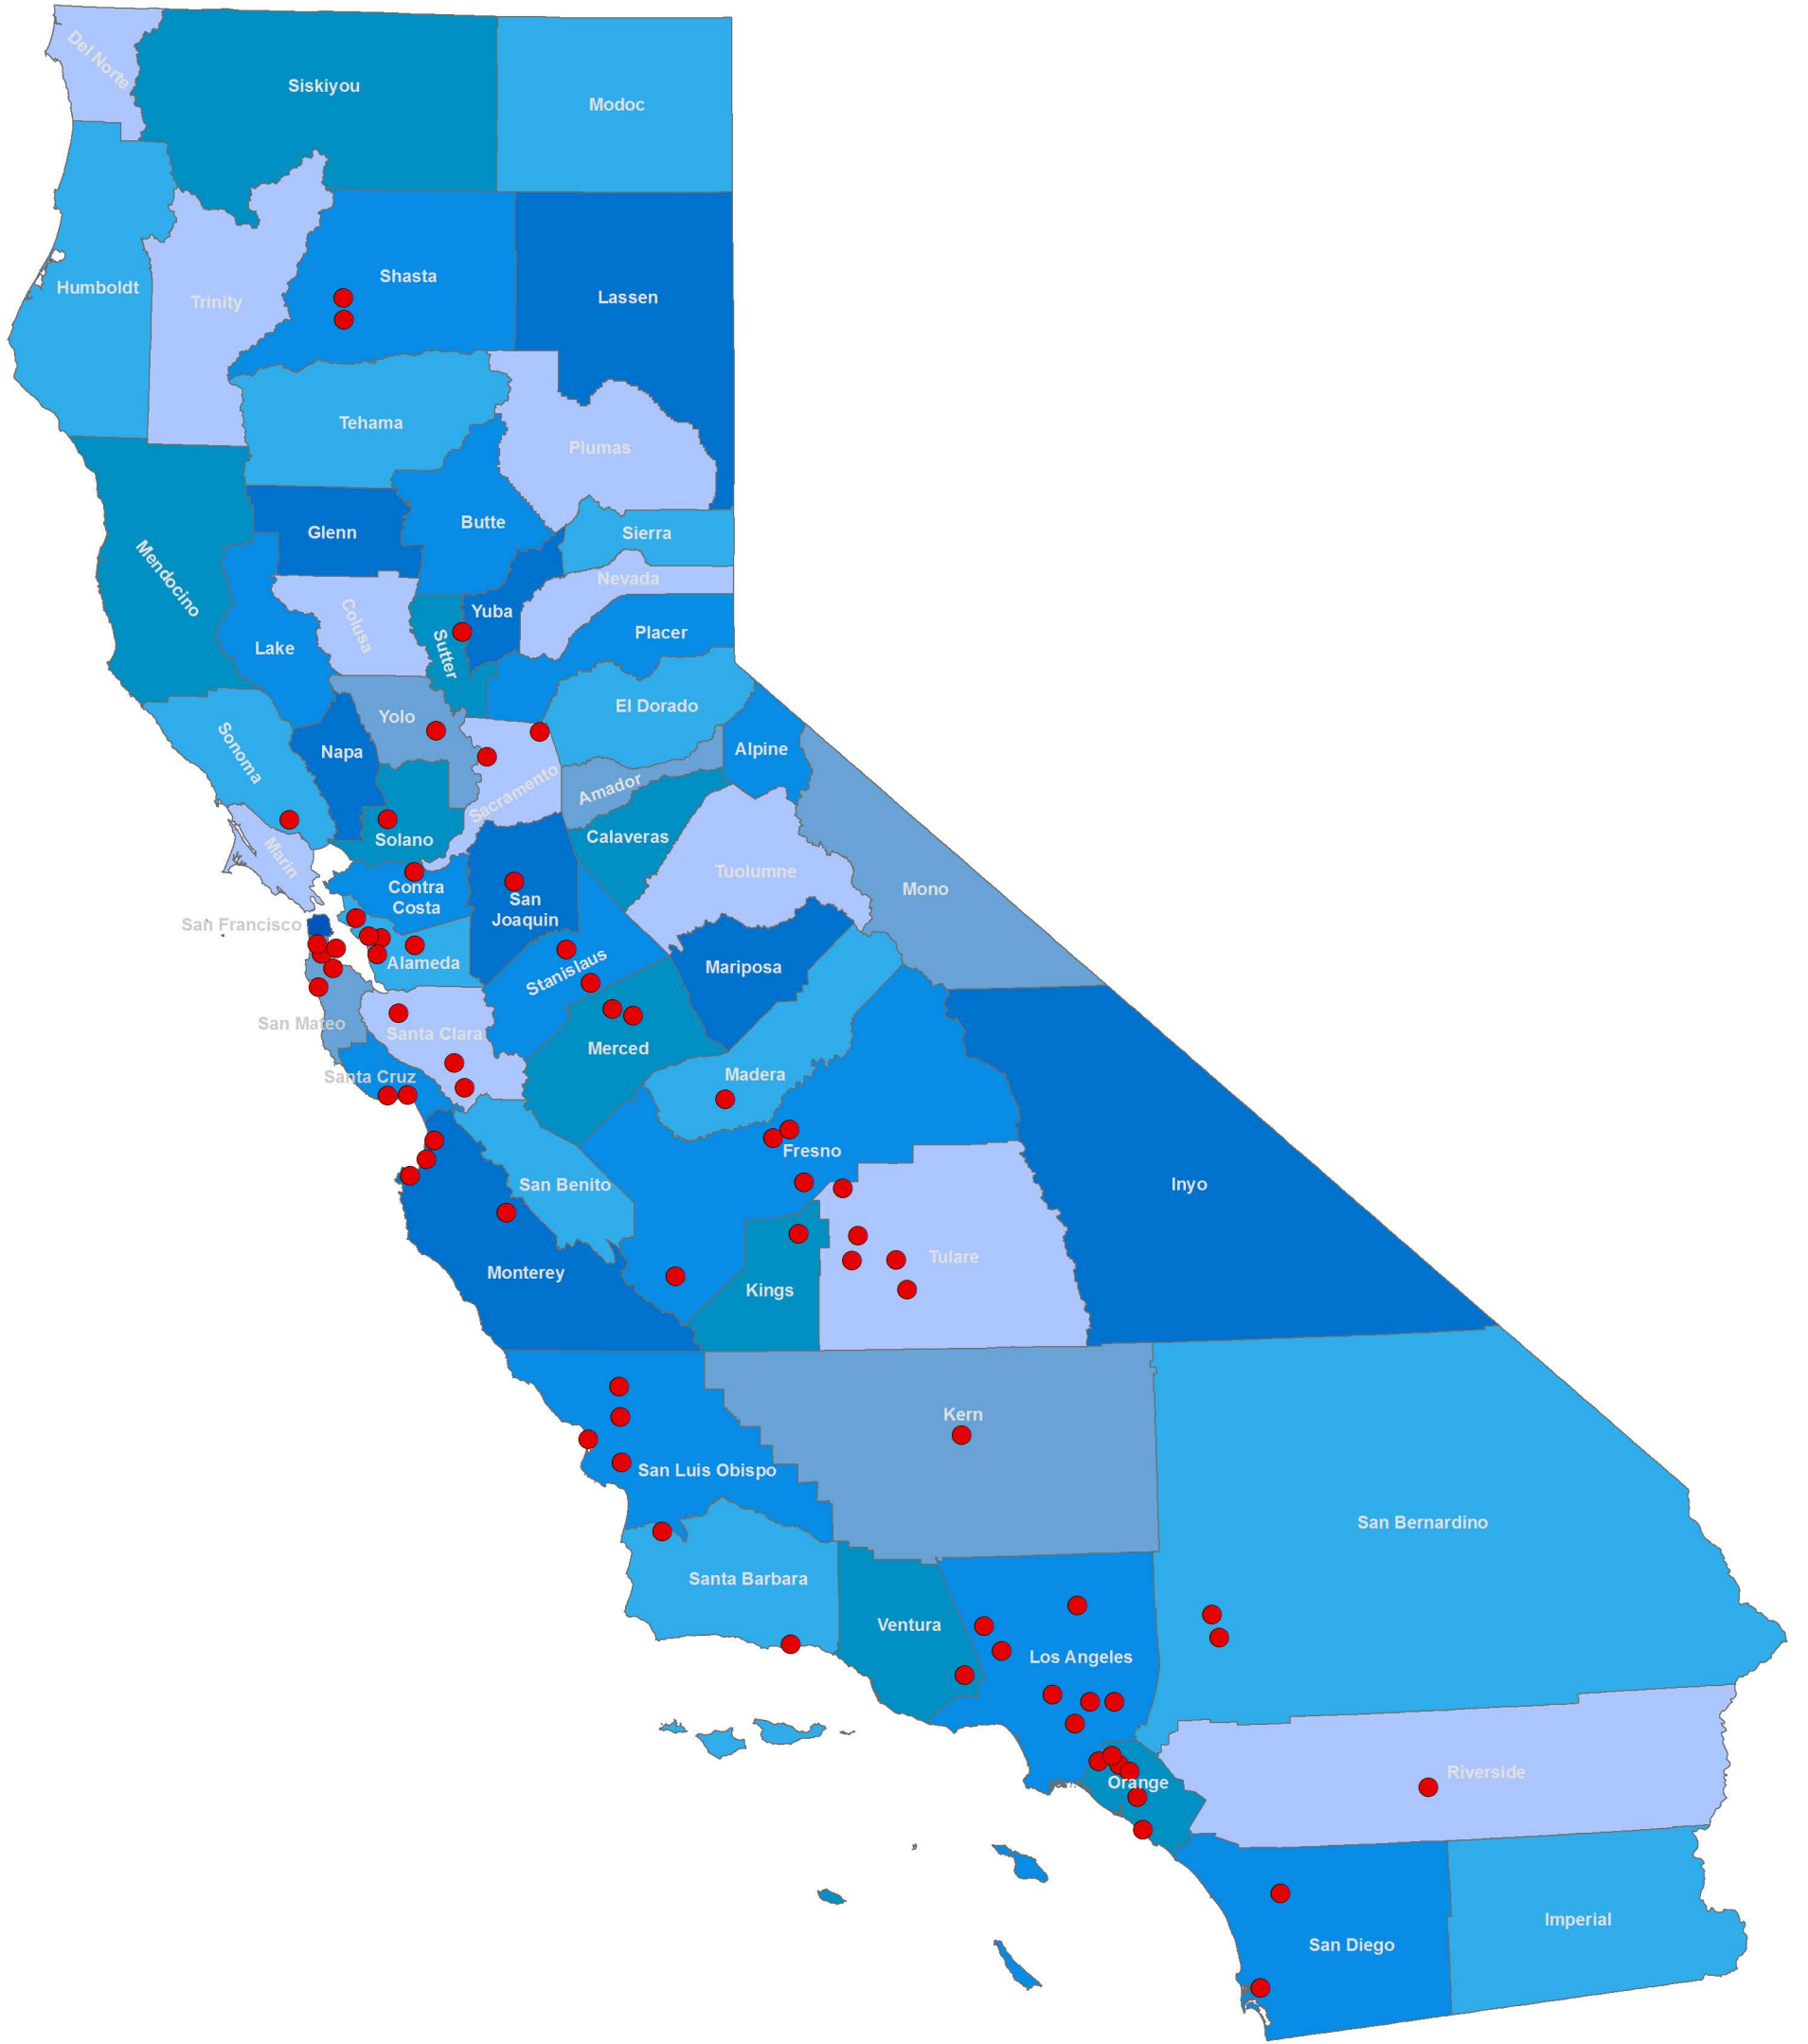 Del Norte
Siskiyou
Modoc
Humboldt
Trinity
Shasta
Lassen
Tehama
Plumas
Mendocino
Glenn
Butte
Sierra
Nevada
Colusa
Sutter
Yuba
Placer
Lake
El Dorado
Yolo
Sonoma
Napa
Alpine
Sacramento
Amador
Solano
Calaveras
Marin
Tuolumne
Contra
Costa
San
Joaquin
Mono
San Francisco
Alameda
Stanislaus
Mariposa
San Mateo
Santa Clara
Merced
Santa Cruz
Madera
Fresno
San Benito
Inyo
Monterey
Kings
Tulare
Kern
San Luis Obispo
San Bernardino
Santa Barbara
Ventura
Los Angeles
Orange
Riverside
San Diego
Imperial